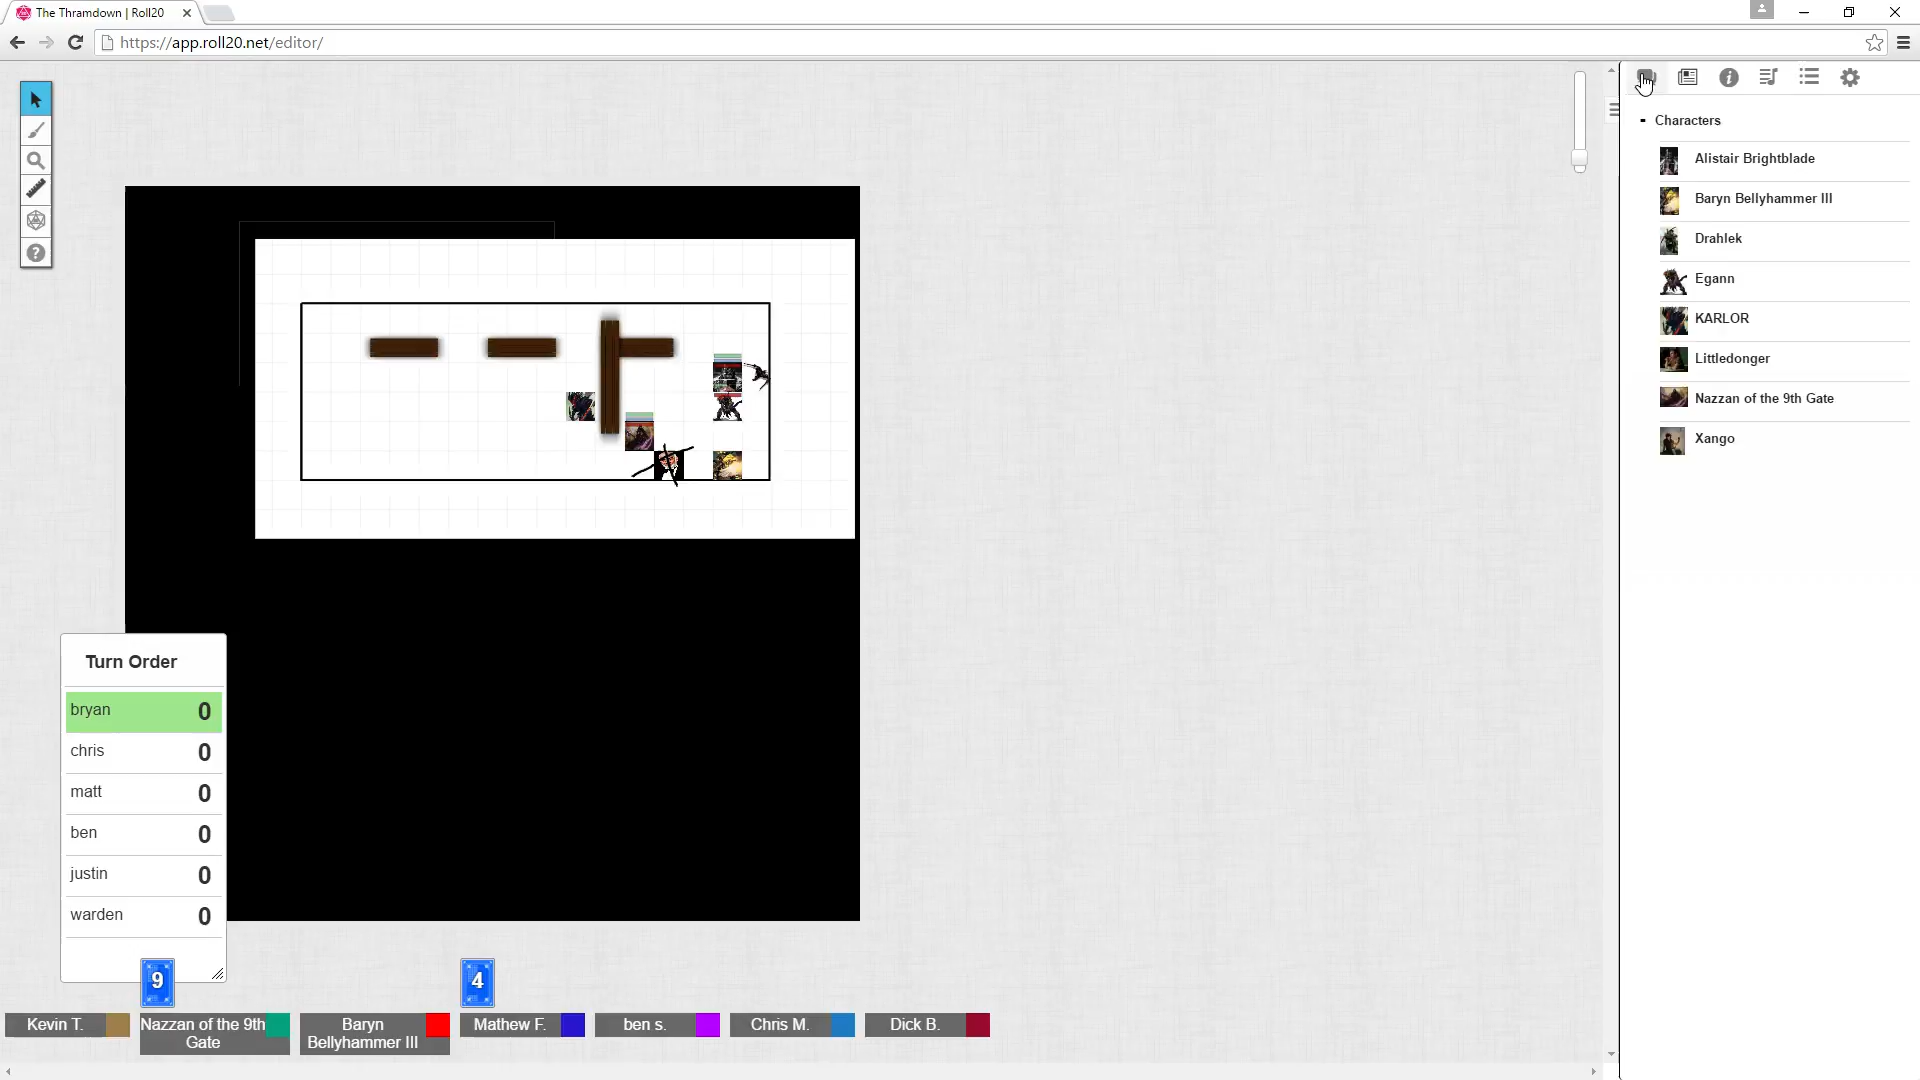 The Thramdown | Roll20
https://app.roll20.net/editor/
Characters
Alistair Brightblade
Baryn Bellyhammer III
Drahlek
Egann
KARLOR
Littledonger
Nazzan of the 9th Gate
Xango
Turn Order
bryan 0
chris 0
matt 0
ben 0
justin 0
warden 0
9
4
Kevin T.
Nazzan of the 9th
Gate
Baryn
Bellyhammer III
Mathew F.
ben s.
Chris M.
Dick B.